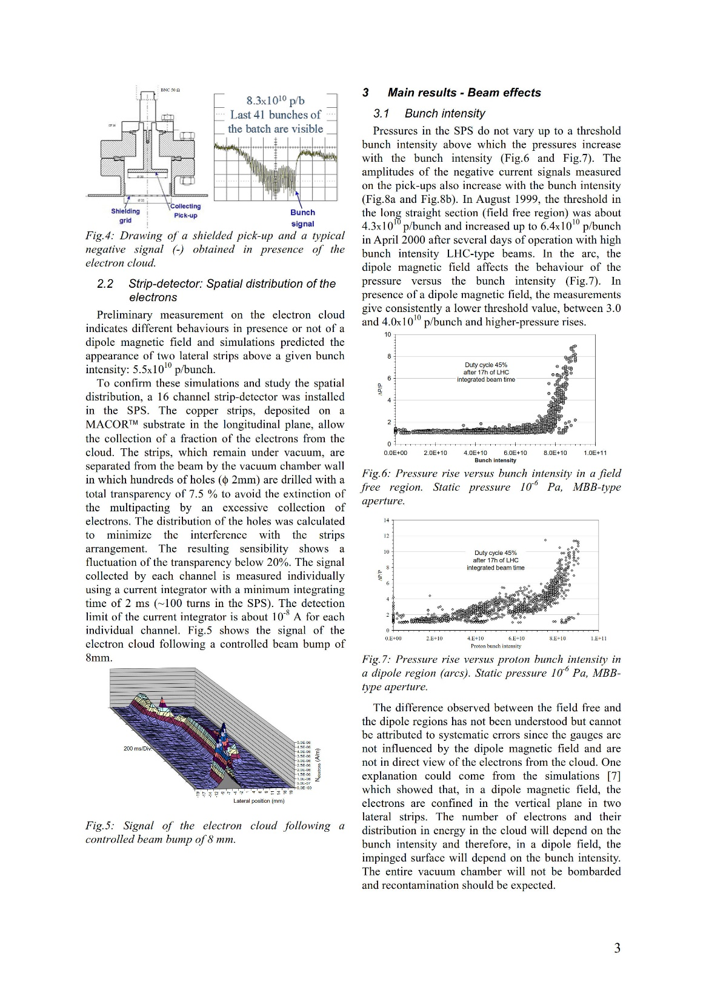 BNC 50 Ω
8.3x10¹⁰ p/b
Last 41 bunches of
the batch are visible
Shielding
grid
Collecting
Pick-up
Bunch
signal
Fig.4: Drawing of a shielded pick-up and a typical
negative signal (-) obtained in presence of the
electron cloud.
2.2 Strip-detector: Spatial distribution of the
electrons
Preliminary measurement on the electron cloud
indicates different behaviours in presence or not of a
dipole magnetic field and simulations predicted the
appearance of two lateral strips above a given bunch
intensity: 5.5x10¹⁰ p/bunch.
To confirm these simulations and study the spatial
distribution, a 16 channel strip-detector was installed
in the SPS. The copper strips, deposited on a
MACOR™ substrate in the longitudinal plane, allow
the collection of a fraction of the electrons from the
cloud. The strips, which remain under vacuum, are
separated from the beam by the vacuum chamber wall
in which hundreds of holes (ϕ 2mm) are drilled with a
total transparency of 7.5 % to avoid the extinction of
the multipacting by an excessive collection of
electrons. The distribution of the holes was calculated
to minimize the interference with the strips
arrangement. The resulting sensibility shows a
fluctuation of the transparency below 20%. The signal
collected by each channel is measured individually
using a current integrator with a minimum integrating
time of 2 ms (~100 turns in the SPS). The detection
limit of the current integrator is about 10⁻⁸ A for each
individual channel. Fig.5 shows the signal of the
electron cloud following a controlled beam bump of
8mm.
200 ms/Div.
5.0E-06
4.5E-06
4.0E-06
3.5E-06
3.0E-06
2.5E-06
2.0E-06
1.5E-06
1.0E-06
5.0E-07
0.0E+00
Nelectrons (A/m)
-19 -17 -14 -12 -9 -7 -4 -2 1 4 6 9 11 14 16 19
Lateral position (mm)
Fig.5: Signal of the electron cloud following a
controlled beam bump of 8 mm.
3 Main results - Beam effects
3.1 Bunch intensity
Pressures in the SPS do not vary up to a threshold
bunch intensity above which the pressures increase
with the bunch intensity (Fig.6 and Fig.7). The
amplitudes of the negative current signals measured
on the pick-ups also increase with the bunch intensity
(Fig.8a and Fig.8b). In August 1999, the threshold in
the long straight section (field free region) was about
4.3x10¹⁰ p/bunch and increased up to 6.4x10¹⁰ p/bunch
in April 2000 after several days of operation with high
bunch intensity LHC-type beams. In the arc, the
dipole magnetic field affects the behaviour of the
pressure versus the bunch intensity (Fig.7). In
presence of a dipole magnetic field, the measurements
give consistently a lower threshold value, between 3.0
and 4.0x10¹⁰ p/bunch and higher-pressure rises.
10
8
6
4
2
0
ΔP/P
Duty cycle 45%
after 17h of LHC
integrated beam time
0.0E+00 2.0E+10 4.0E+10 6.0E+10 8.0E+10 1.0E+11
Bunch intensity
Fig.6: Pressure rise versus bunch intensity in a field
free region. Static pressure 10⁻⁶ Pa, MBB-type
aperture.
14
12
10
8
6
4
2
0
ΔP/P
Duty cycle 45%
after 17h of LHC
integrated beam time
0.E+00 2.E+10 4.E+10 6.E+10 8.E+10 1.E+11
Proton bunch intensity
Fig.7: Pressure rise versus proton bunch intensity in
a dipole region (arcs). Static pressure 10⁻⁶ Pa, MBB-
type aperture.
The difference observed between the field free and
the dipole regions has not been understood but cannot
be attributed to systematic errors since the gauges are
not influenced by the dipole magnetic field and are
not in direct view of the electrons from the cloud. One
explanation could come from the simulations [7]
which showed that, in a dipole magnetic field, the
electrons are confined in the vertical plane in two
lateral strips. The number of electrons and their
distribution in energy in the cloud will depend on the
bunch intensity and therefore, in a dipole field, the
impinged surface will depend on the bunch intensity.
The entire vacuum chamber will not be bombarded
and recontamination should be expected.
3